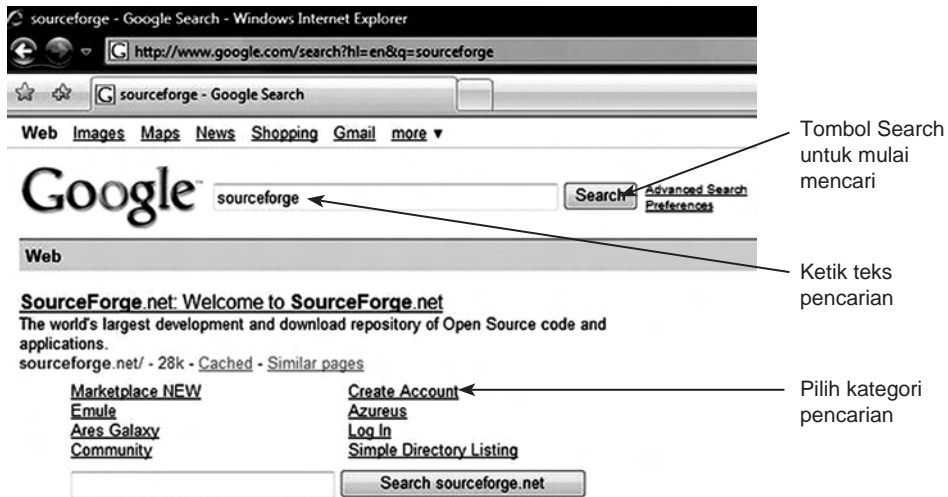 sourceforge - Google Search - Windows Internet Explorer
http://www.google.com/search?hl=en&q=sourceforge
sourceforge - Google Search
Web Images Maps News Shopping Gmail more ▼
Google™ sourceforge Search Advanced Search
Preferences
Tombol Search
untuk mulai
mencari
Web
Ketik teks
pencarian
SourceForge.net: Welcome to SourceForge.net
The world's largest development and download repository of Open Source code and
applications.
sourceforge.net/ - 28k - Cached - Similar pages
Marketplace NEW Create Account
Emule Azureus
Ares Galaxy Log In
Community Simple Directory Listing
Pilih kategori
pencarian
Search sourceforge.net